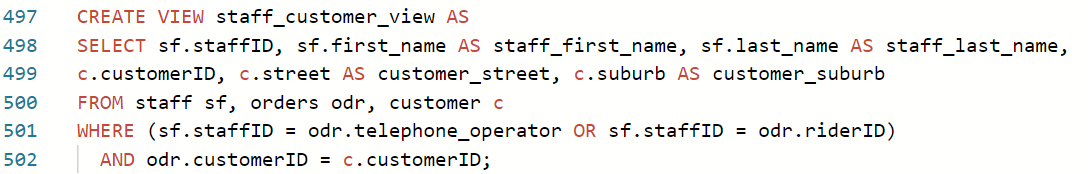 497 CREATE VIEW staff_customer_view AS
498 SELECT sf.staffID, sf.first_name AS staff_first_name, sf.last_name AS staff_last_name,
499 c.customerID, c.street AS customer_street, c.suburb AS customer_suburb
500 FROM staff sf, orders odr, customer c
501 WHERE (sf.staffID = odr.telephone_operator OR sf.staffID = odr.riderID)
502 AND odr.customerID = c.customerID;